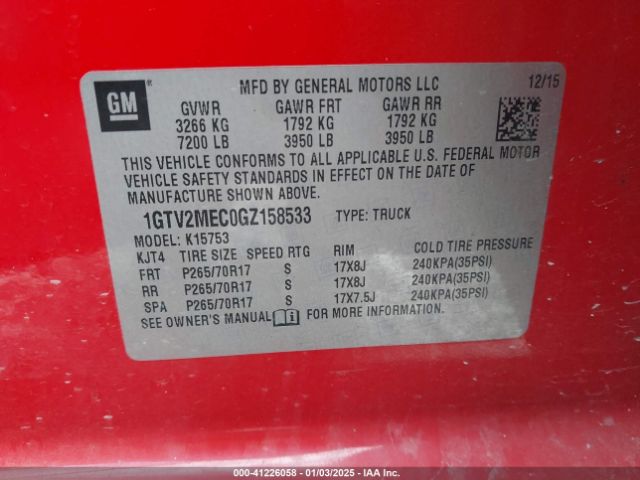 GM
MFD BY GENERAL MOTORS LLC 12/15
GVWR GAWR FRT GAWR RR
3266 KG 1792 KG 1792 KG
7200 LB 3950 LB 3950 LB
THIS VEHICLE CONFORMS TO ALL APPLICABLE U.S. FEDERAL MOTOR
VEHICLE SAFETY STANDARDS IN EFFECT ON THE DATE OF
MANUFACTURE SHOWN ABOVE.
1GTV2MEC0GZ158533 TYPE: TRUCK
MODEL: K15753
KJT4 TIRE SIZE SPEED RTG RIM COLD TIRE PRESSURE
FRT P265/70R17 S 17X8J 240KPA(35PSI)
RR P265/70R17 S 17X8J 240KPA(35PSI)
SPA P265/70R17 S 17X7.5J 240KPA(35PSI)
SEE OWNER'S MANUAL FOR MORE INFORMATION.
000-41226058 - 01/03/2025 - IAA Inc.